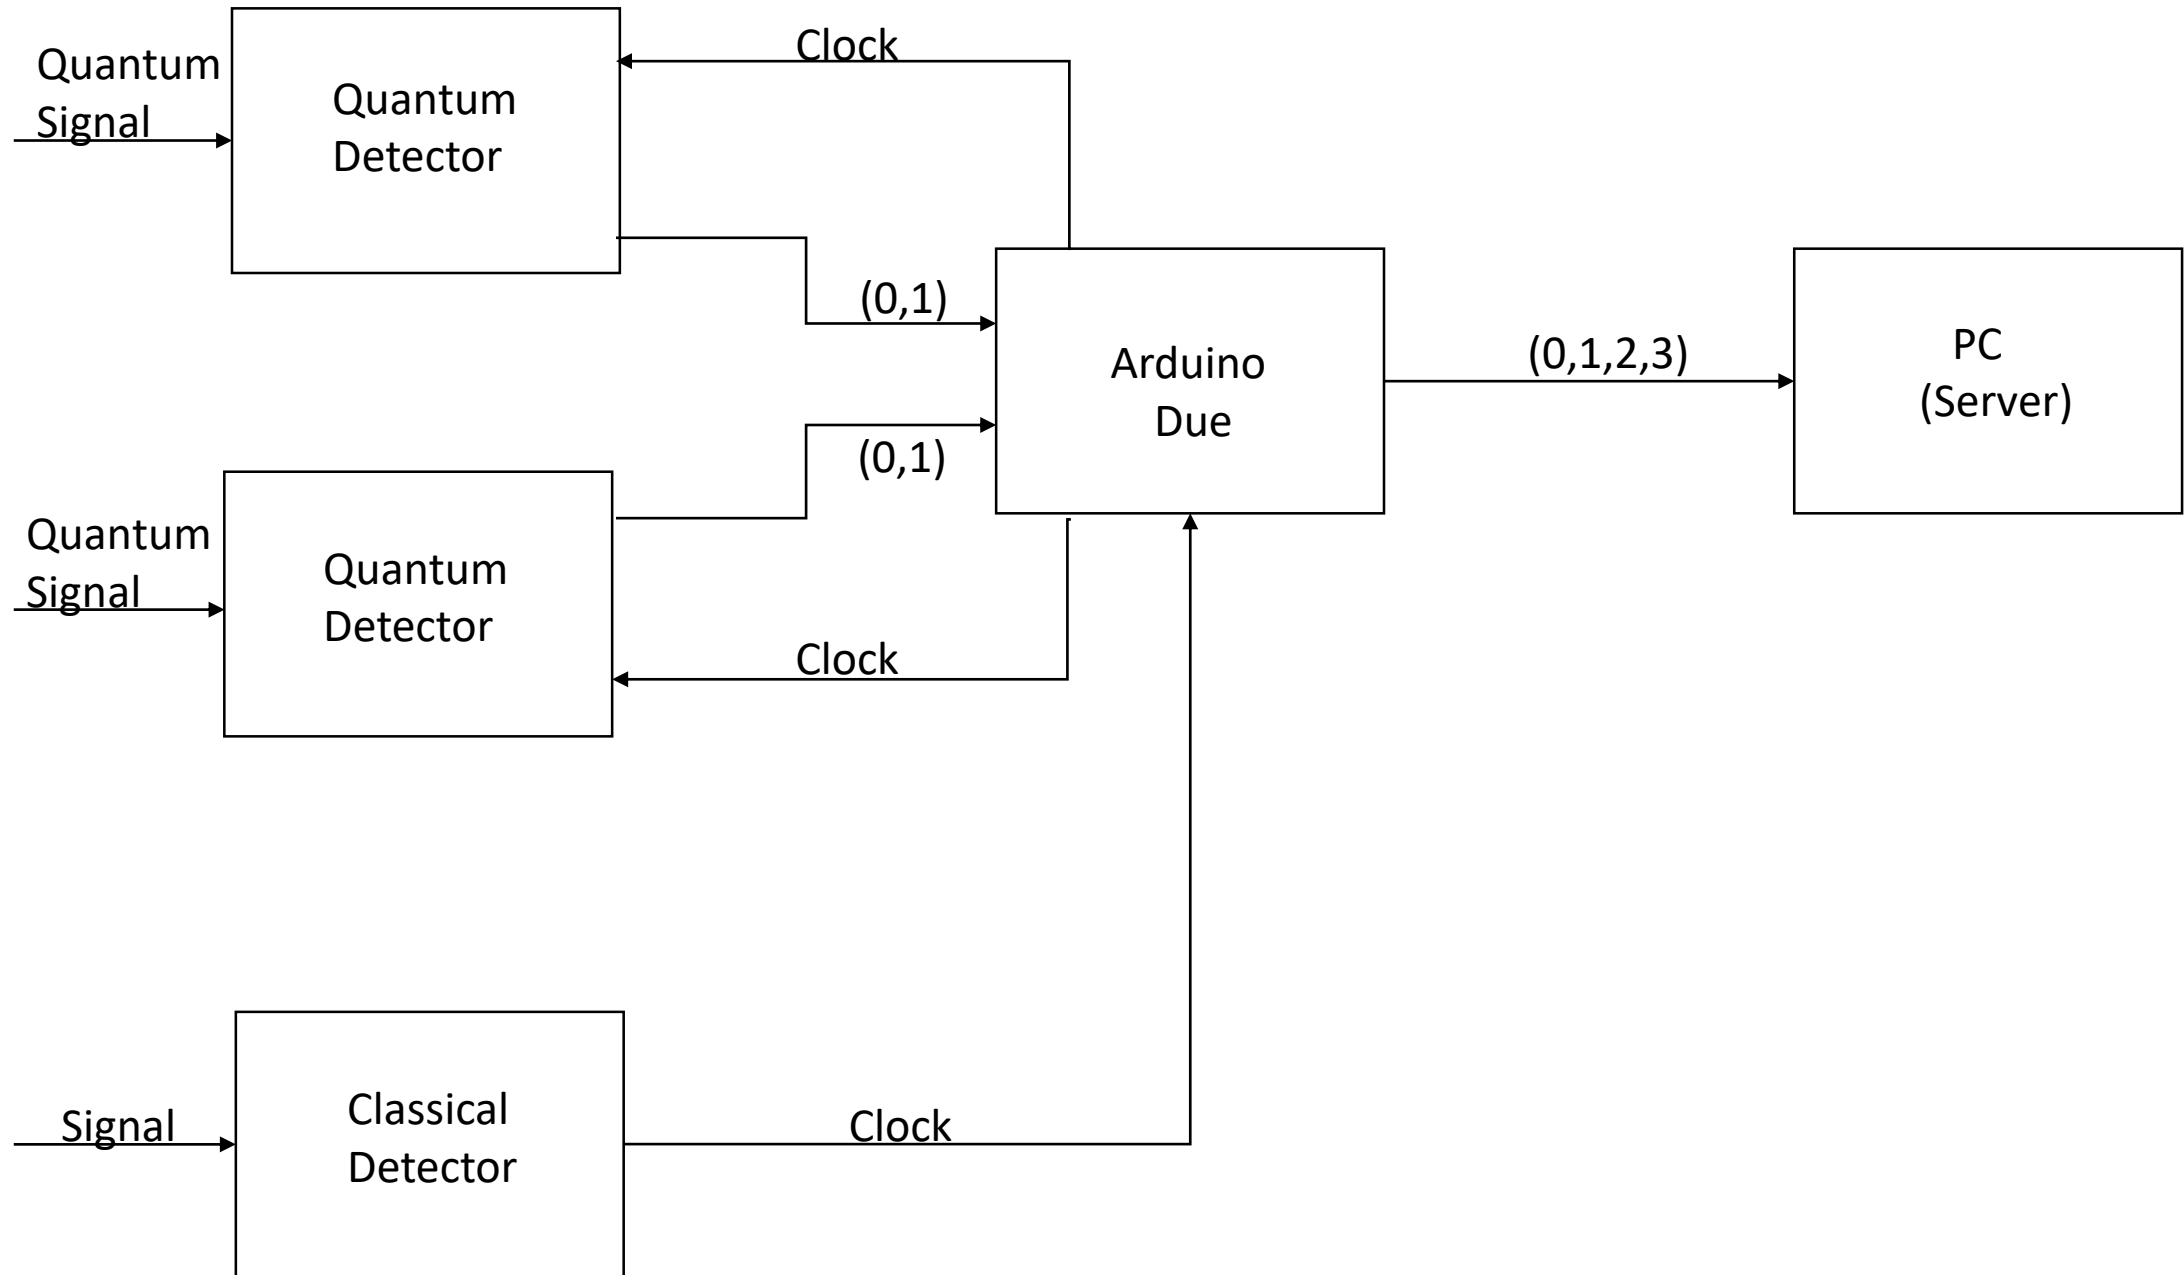 Quantum
Signal
Quantum
Detector
Clock
(0,1)
Arduino
Due
(0,1,2,3)
PC
(Server)
(0,1)
Quantum
Signal
Quantum
Detector
Clock
Signal
Classical
Detector
Clock